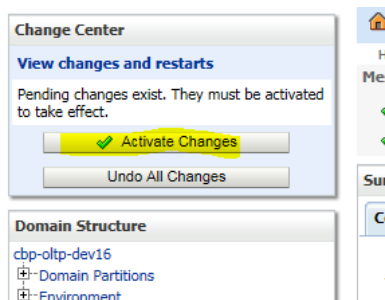 Change Center
View changes and restarts
Pending changes exist. They must be activated
to take effect.
Activate Changes
Undo All Changes
Domain Structure
cbp-oltp-dev16
Domain Partitions
Environment